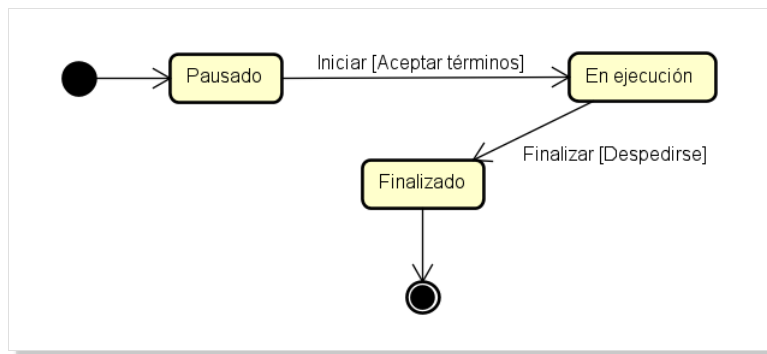 Pausado
Iniciar [Aceptar términos]
En ejecución
Finalizar [Despedirse]
Finalizado